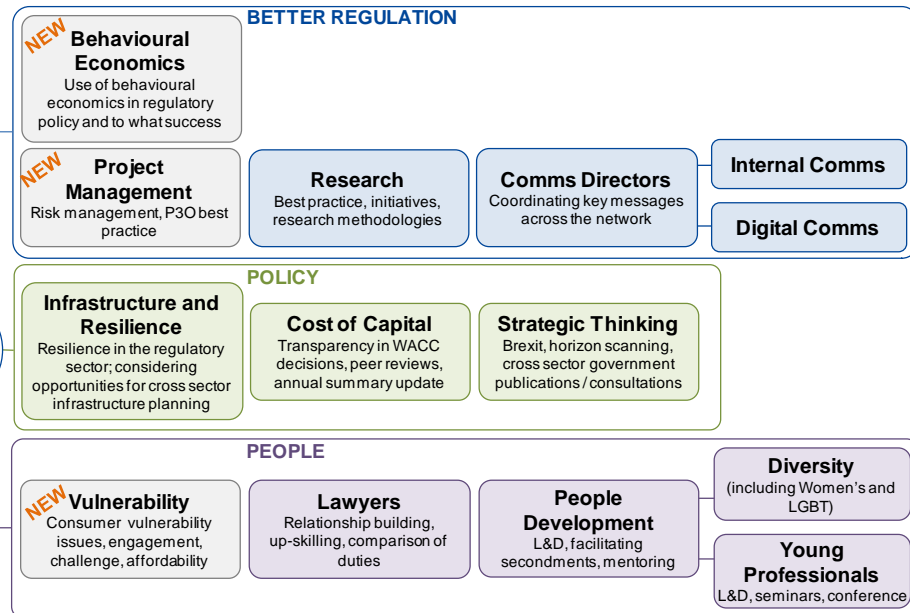 BETTER REGULATION
NEW
Behavioural
Economics
Use of behavioural
economics in regulatory
policy and to what success
NEW
Project
Management
Risk management, P3O best
practice
Research
Best practice, initiatives,
research methodologies
Comms Directors
Coordinating key messages
across the network
Internal Comms
Digital Comms
POLICY
Infrastructure and
Resilience
Resilience in the regulatory
sector; considering
opportunities for cross sector
infrastructure planning
Cost of Capital
Transparency in WACC
decisions, peer reviews,
annual summary update
Strategic Thinking
Brexit, horizon scanning,
cross sector government
publications / consultations
PEOPLE
NEW
Vulnerability
Consumer vulnerability
issues, engagement,
challenge, affordability
Lawyers
Relationship building,
up-skilling, comparison of
duties
People
Development
L&D, facilitating
secondments, mentoring
Diversity
(including Women's and
LGBT)
Young
Professionals
L&D, seminars, conference